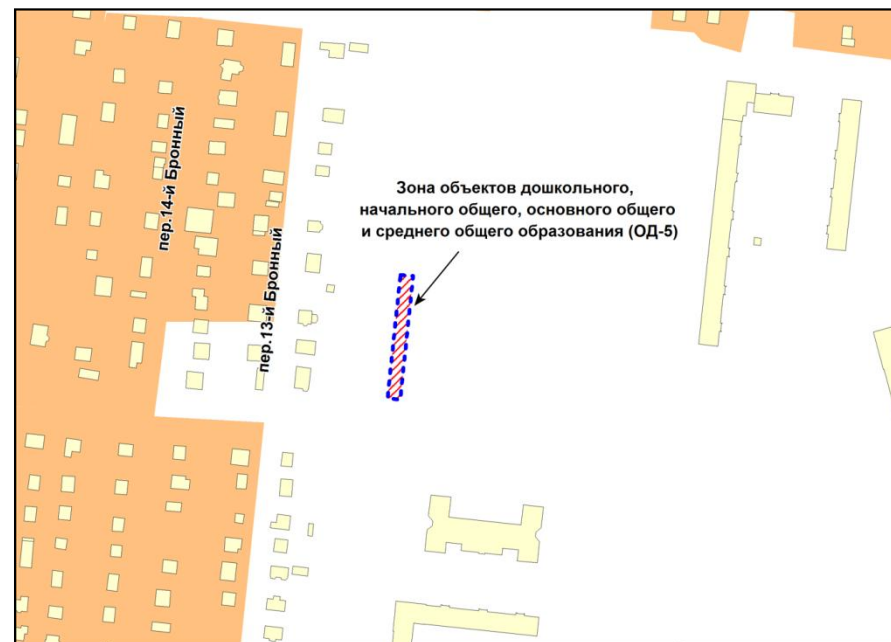 пер.14-й Бронный
Зона объектов дошкольного,
начального общего, основного общего
и среднего общего образования (ОД-5)
пер.13-й Бронный